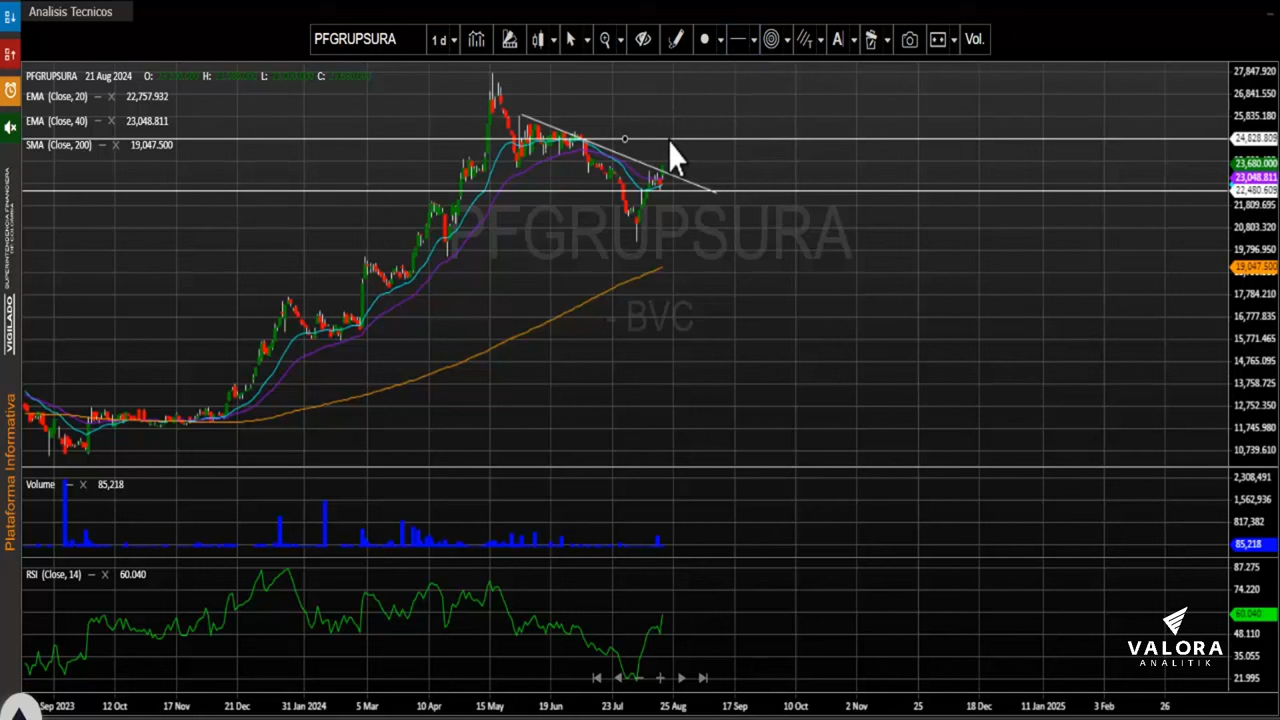 Analisis Tecnicos
PFGRUPSURA 1 d Vol.
PFGRUPSURA 21 Aug 2024 O: H: L: C:
EMA (Close, 20) 22,757.932
EMA (Close, 40) 23,048.811
SMA (Close, 200) 19,047.500
27,847.920
26,841.550
25,835.180
24,828.809
23,680.000
23,048.811
22,480.609
21,809.695
20,803.320
19,796.950
19,047.500
17,784.210
16,777.835
15,771.465
14,765.095
13,758.725
12,752.350
11,745.980
10,739.610
PFGRUPSURA
- BVC
VIGILADO
Plataforma Informativa
Volume 85,218
2,308,491
1,562,936
817,382
85,218
RSI (Close, 14) 60.040
87.275
74.220
60.040
48.110
35.055
21.995
VALORA
ANALITIK
Sep 2023 12 Oct 17 Nov 21 Dec 31 Jan 2024 5 Mar 10 Apr 15 May 19 Jun 23 Jul 25 Aug 17 Sep 10 Oct 2 Nov 25 Nov 18 Dec 11 Jan 2025 3 Feb 26